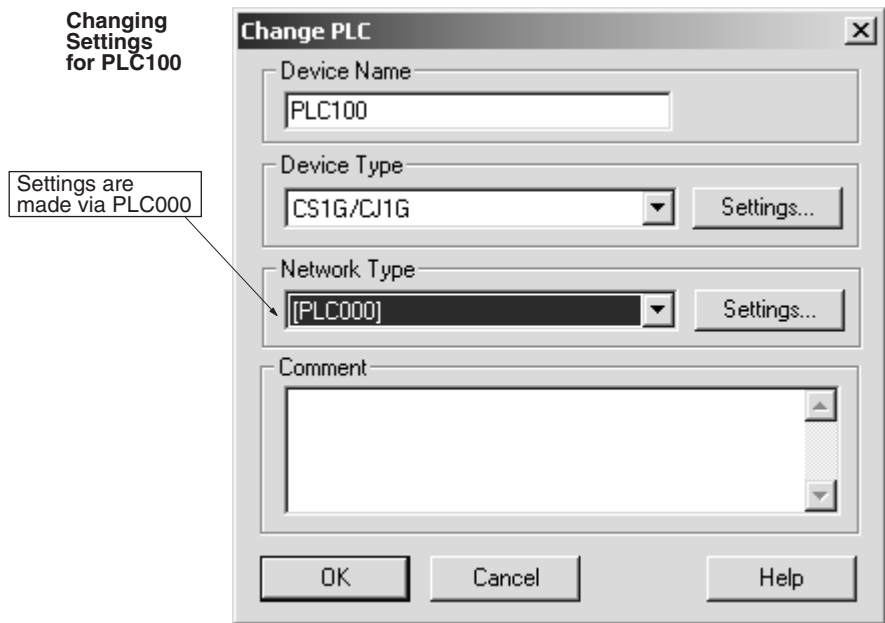 Changing
Settings
for PLC100
Change PLC
Device Name
PLC100
Device Type
CS1G/CJ1G
Settings...
Settings are
made via PLC000
Network Type
[PLC000]
Settings...
Comment
OK
Cancel
Help